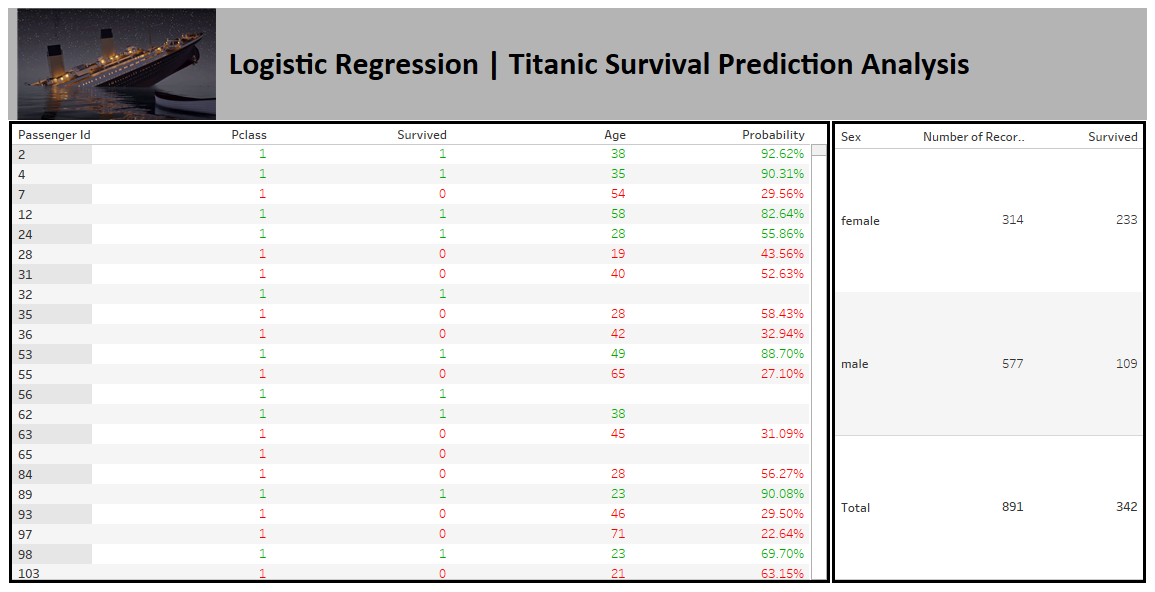 Logistic Regression | Titanic Survival Prediction Analysis
Passenger Id Pclass Survived Age Probability
2 1 1 38 92.62%
4 1 1 35 90.31%
7 1 0 54 29.56%
12 1 1 58 82.64%
24 1 1 28 55.86%
28 1 0 19 43.56%
31 1 0 40 52.63%
32 1 1
35 1 0 28 58.43%
36 1 0 42 32.94%
53 1 1 49 88.70%
55 1 0 65 27.10%
56 1 1
62 1 1 38
63 1 0 45 31.09%
65 1 0
84 1 0 28 56.27%
89 1 1 23 90.08%
93 1 0 46 29.50%
97 1 0 71 22.64%
98 1 1 23 69.70%
103 1 0 21 63.15%
Sex Number of Recor.. Survived
female 314 233
male 577 109
Total 891 342